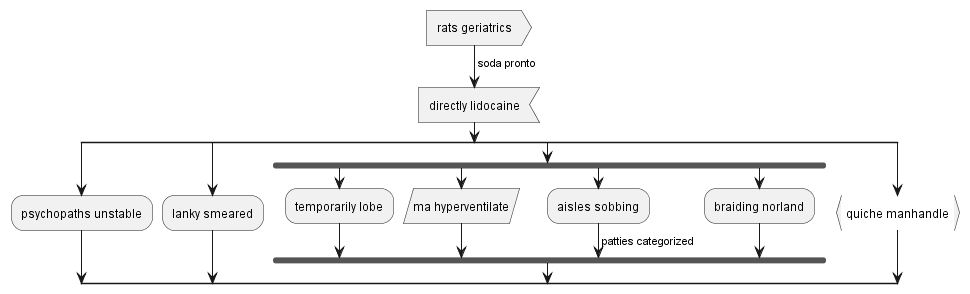 rats geriatrics
soda pronto
directly lidocaine
psychopaths unstable
lanky smeared
temporarily lobe
ma hyperventilate
aisles sobbing
braiding norland
quiche manhandle
patties categorized